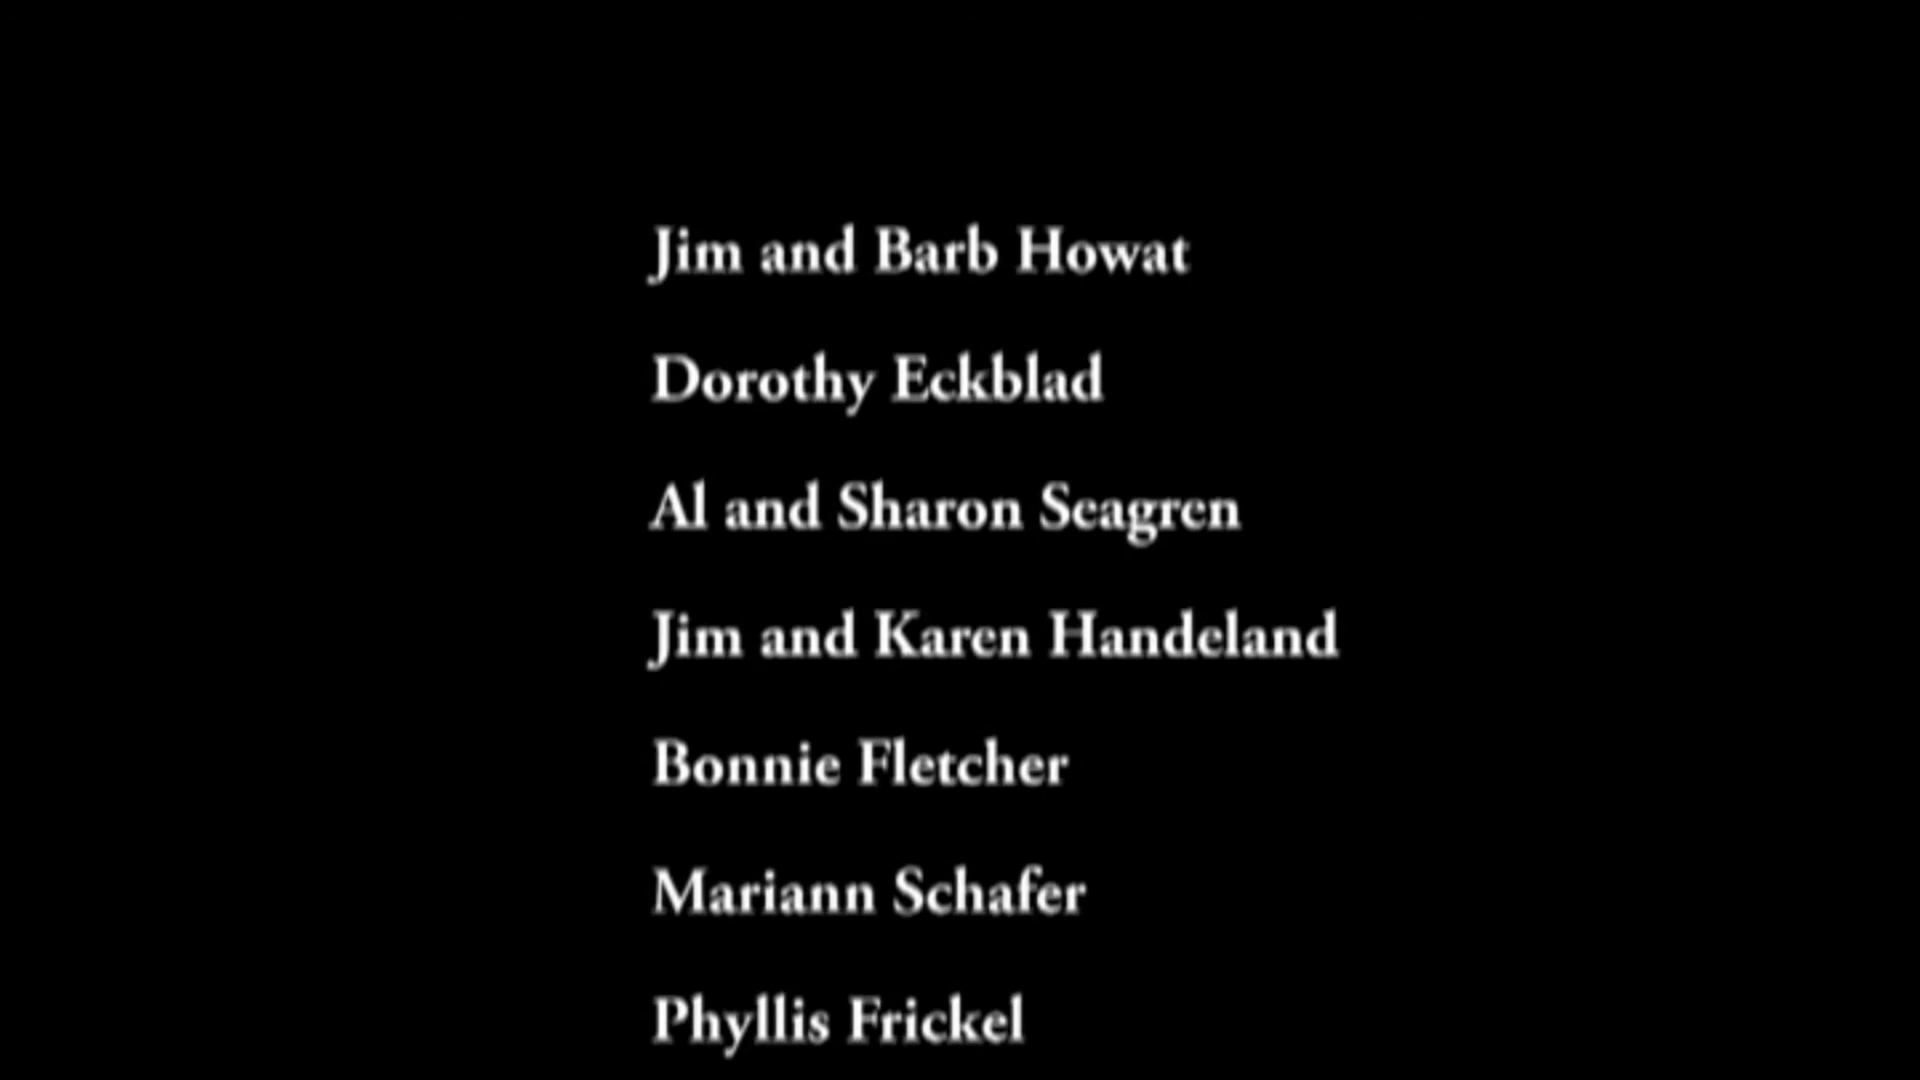 Jim and Barb Howat
Dorothy Eckblad
Al and Sharon Seagren
Jim and Karen Handeland
Bonnie Fletcher
Mariann Schafer
Phyllis Frickel